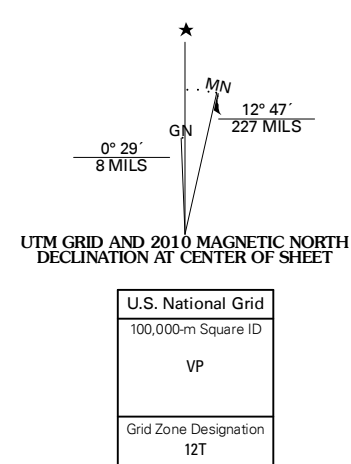 ★
MN
12° 47´
227 MILS
GN
0° 29´
8 MILS
UTM GRID AND 2010 MAGNETIC NORTH
DECLINATION AT CENTER OF SHEET
U.S. National Grid
100,000-m Square ID
VP
Grid Zone Designation
12T